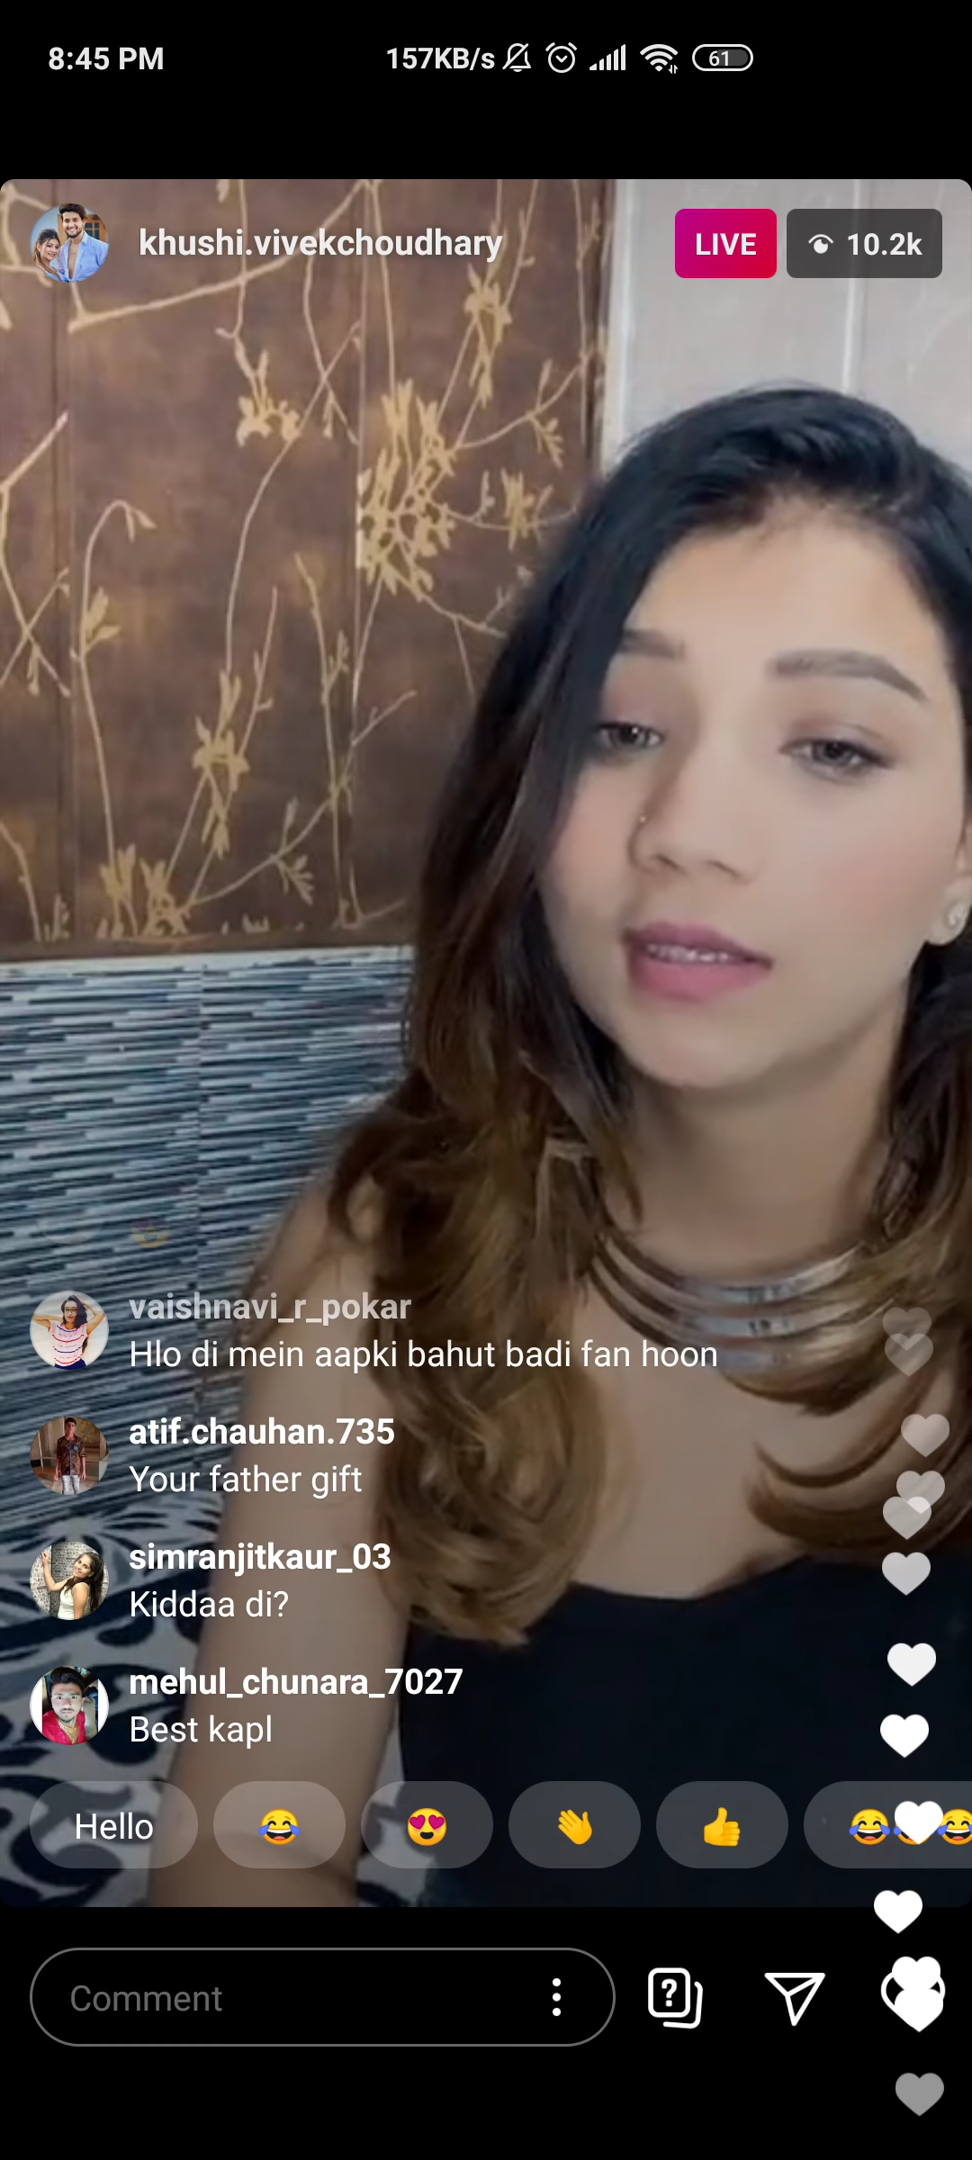 8:45 PM 157KB/s 61
khushi.vivekchoudhary LIVE 10.2k
vaishnavi_r_pokar
Hlo di mein aapki bahut badi fan hoon
atif.chauhan.735
Your father gift
simranjitkaur_03
Kiddaa di?
mehul_chunara_7027
Best kapl
Hello
Comment